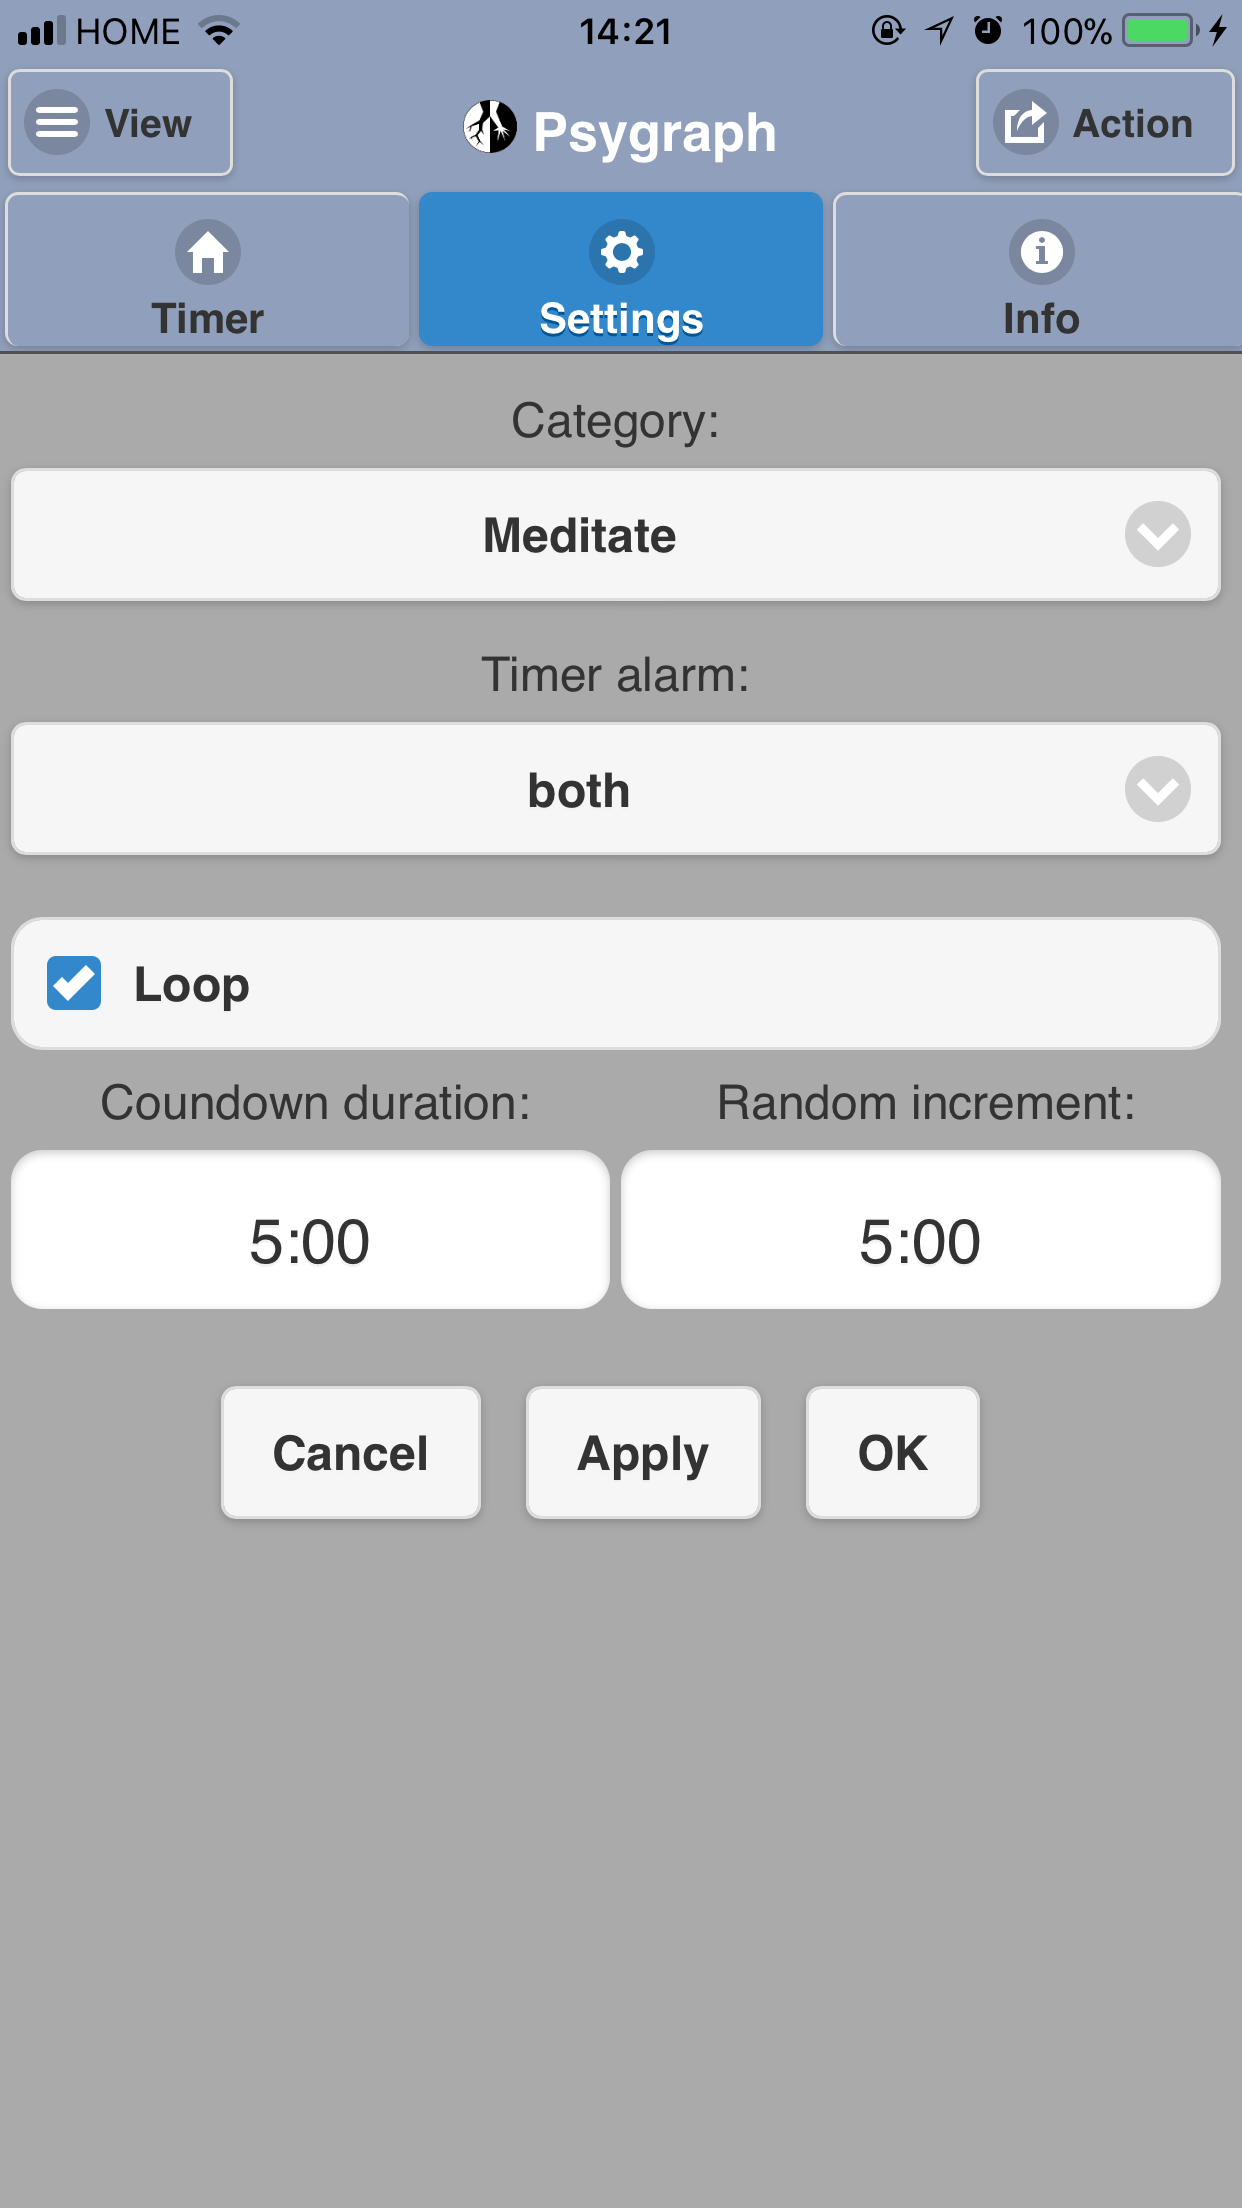 HOME 14:21 100%
View Psygraph Action
Timer Settings Info
Category:
Meditate
Timer alarm:
both
Loop
Coundown duration: Random increment:
5:00 5:00
Cancel Apply OK